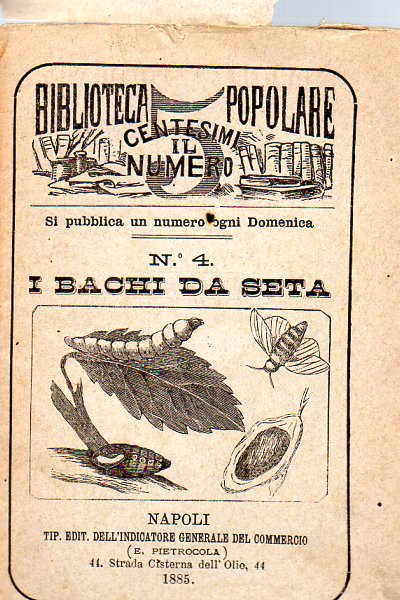 BIBLIOTECA POPOLARE
5
CENTESIMI
IL
NUMERO
Si pubblica un numero ogni Domenica
N.° 4.
I BACHI DA SETA
NAPOLI
TIP. EDIT. DELL'INDICATORE GENERALE DEL COMMERCIO
(E. PIETROCOLA)
41. Strada Cisterna dell'Olio, 44
1885.